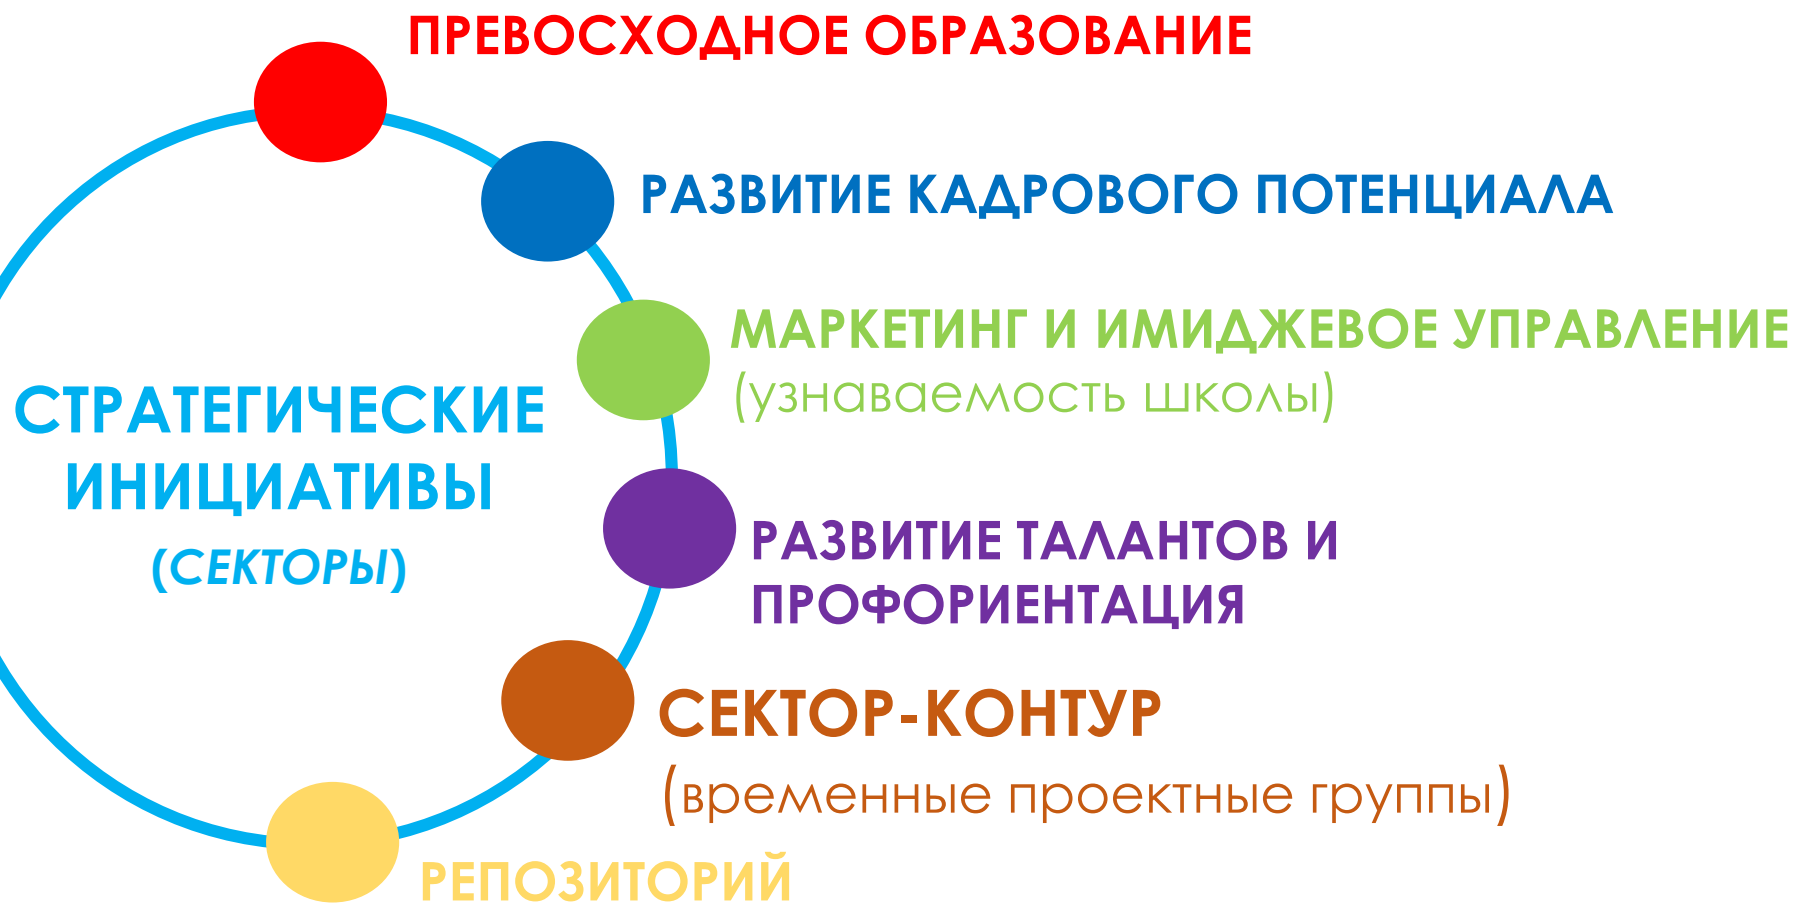 ПРЕВОСХОДНОЕ ОБРАЗОВАНИЕ
РАЗВИТИЕ КАДРОВОГО ПОТЕНЦИАЛА
МАРКЕТИНГ И ИМИДЖЕВОЕ УПРАВЛЕНИЕ
(узнаваемость школы)
СТРАТЕГИЧЕСКИЕ
ИНИЦИАТИВЫ
(СЕКТОРЫ)
РАЗВИТИЕ ТАЛАНТОВ И
ПРОФОРИЕНТАЦИЯ
СЕКТОР-КОНТУР
(временные проектные группы)
РЕПОЗИТОРИЙ